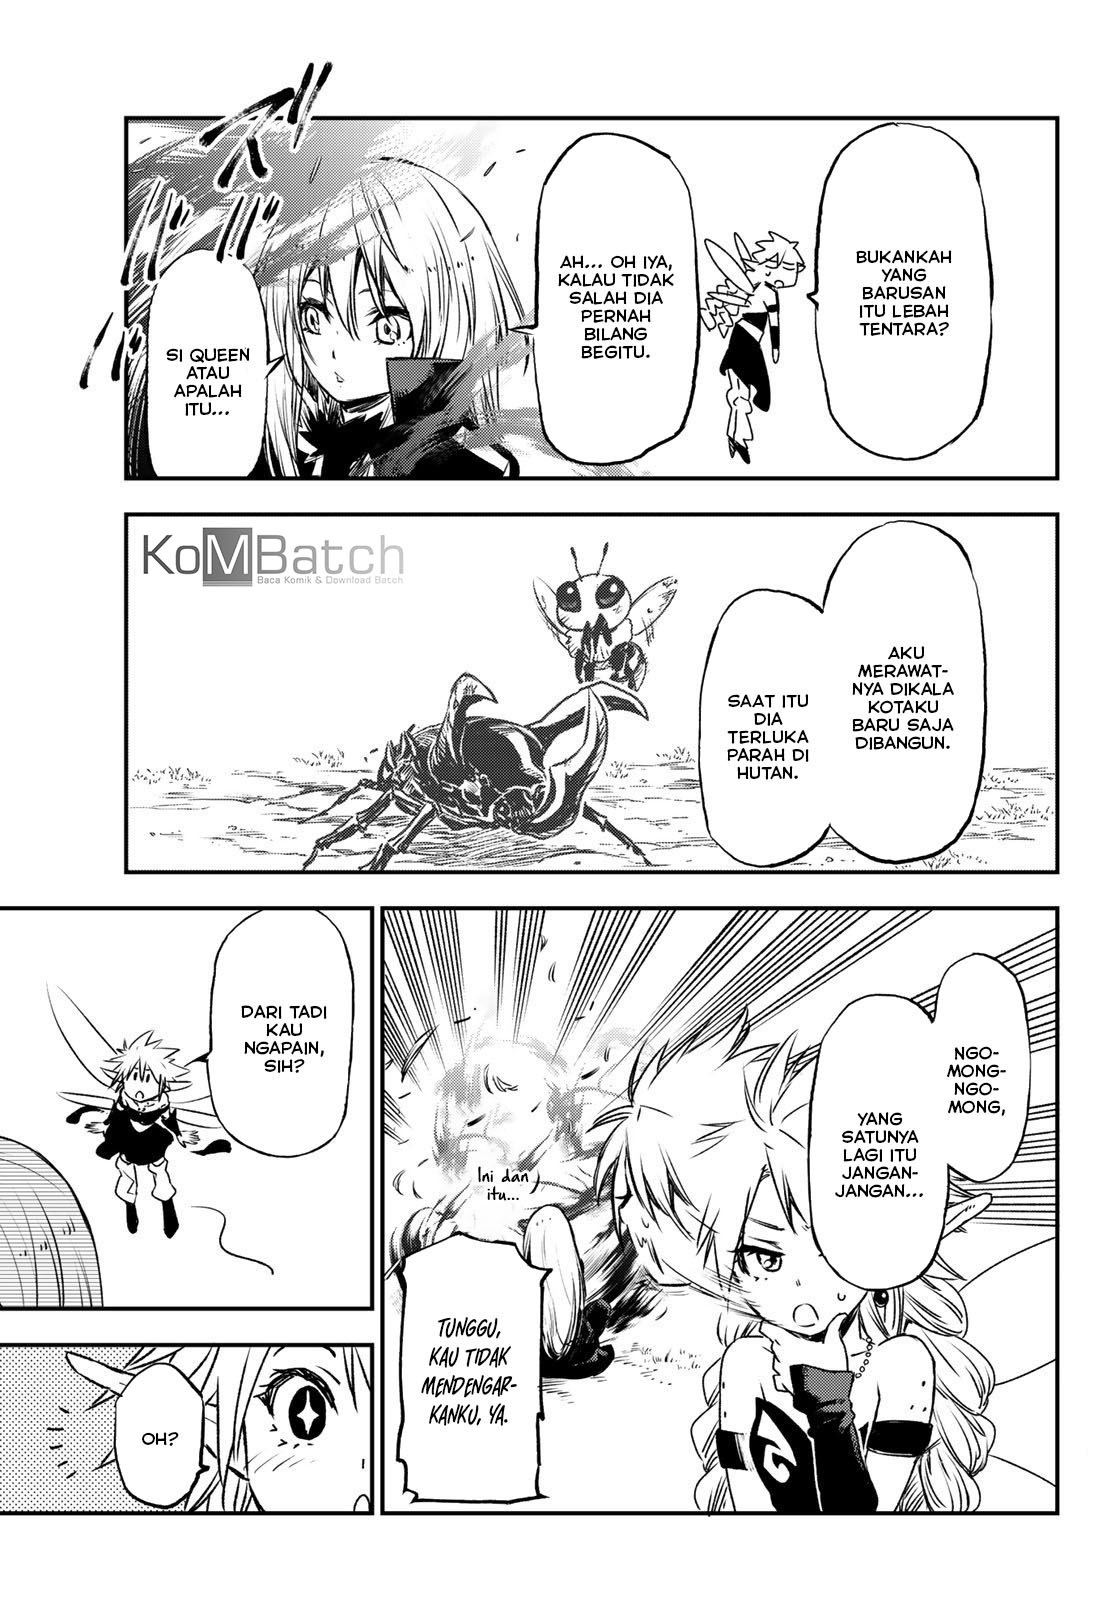 BUKANKAH
YANG
BARUSAN
ITU LEBAH
TENTARA?
AH... OH IYA,
KALAU TIDAK
SALAH DIA
PERNAH
BILANG
BEGITU.
SI QUEEN
ATAU
APALAH
ITU...
KOMBatch
Baca Komik & Download Batch
AKU
MERAWAT-
NYA DIKALA
KOTAKU
BARU SAJA
DIBANGUN.
SAAT ITU
DIA
TERLUKA
PARAH DI
HUTAN.
NGO-
MONG-
NGO-
MONG,
YANG
SATUNYA
LAGI ITU
JANGAN-
JANGAN...
Ini dan
itu...
TUNGGU,
KAU TIDAK
MENDENGAR-
KANKU, YA.
DARI TADI
KAU
NGAPAIN,
SIH?
OH?